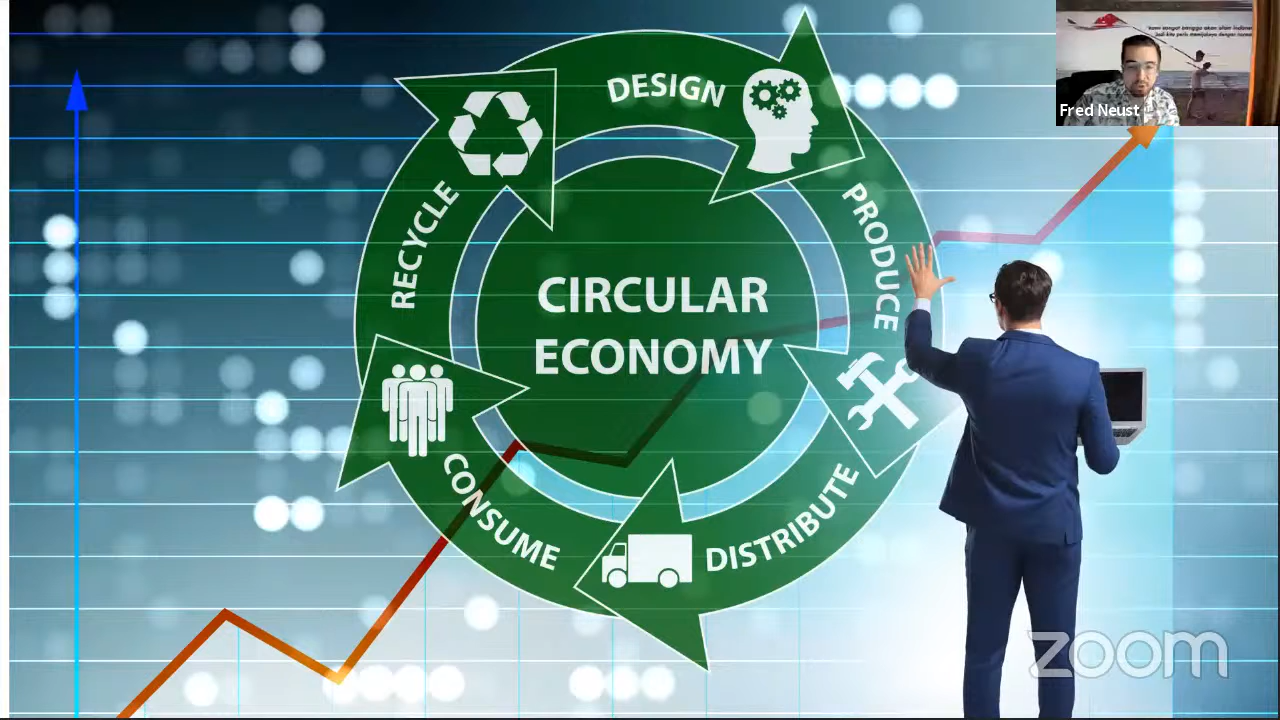 DESIGN
PRODUCE
DISTRIBUTE
CONSUME
RECYCLE
CIRCULAR
ECONOMY
Fred Neust
zoom